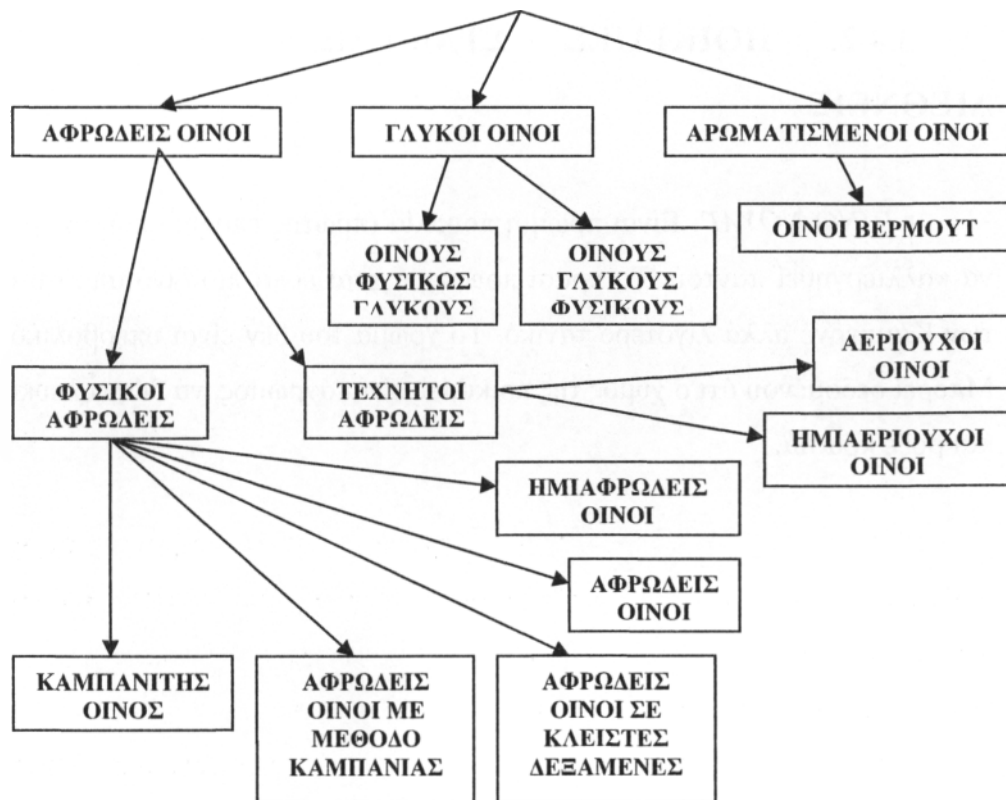 ΑΦΡΩΔΕΙΣ ΟΙΝΟΙ
ΓΛΥΚΟΙ ΟΙΝΟΙ
ΑΡΩΜΑΤΙΣΜΕΝΟΙ ΟΙΝΟΙ
ΟΙΝΟΙ ΒΕΡΜΟΥΤ
ΟΙΝΟΥΣ
ΦΥΣΙΚΩΣ
ΓΛΥΚΟΥΣ
ΟΙΝΟΥΣ
ΓΛΥΚΟΥΣ
ΦΥΣΙΚΟΥΣ
ΑΕΡΙΟΥΧΟΙ
ΟΙΝΟΙ
ΦΥΣΙΚΟΙ
ΑΦΡΩΔΕΙΣ
ΤΕΧΝΗΤΟΙ
ΑΦΡΩΔΕΙΣ
ΗΜΙΑΕΡΙΟΥΧΟΙ
ΟΙΝΟΙ
ΗΜΙΑΦΡΩΔΕΙΣ
ΟΙΝΟΙ
ΑΦΡΩΔΕΙΣ
ΟΙΝΟΙ
ΚΑΜΠΑΝΙΤΗΣ
ΟΙΝΟΣ
ΑΦΡΩΔΕΙΣ
ΟΙΝΟΙ ΜΕ
ΜΕΘΟΔΟ
ΚΑΜΠΑΝΙΑΣ
ΑΦΡΩΔΕΙΣ
ΟΙΝΟΙ ΣΕ
ΚΛΕΙΣΤΕΣ
ΔΕΞΑΜΕΝΕΣ